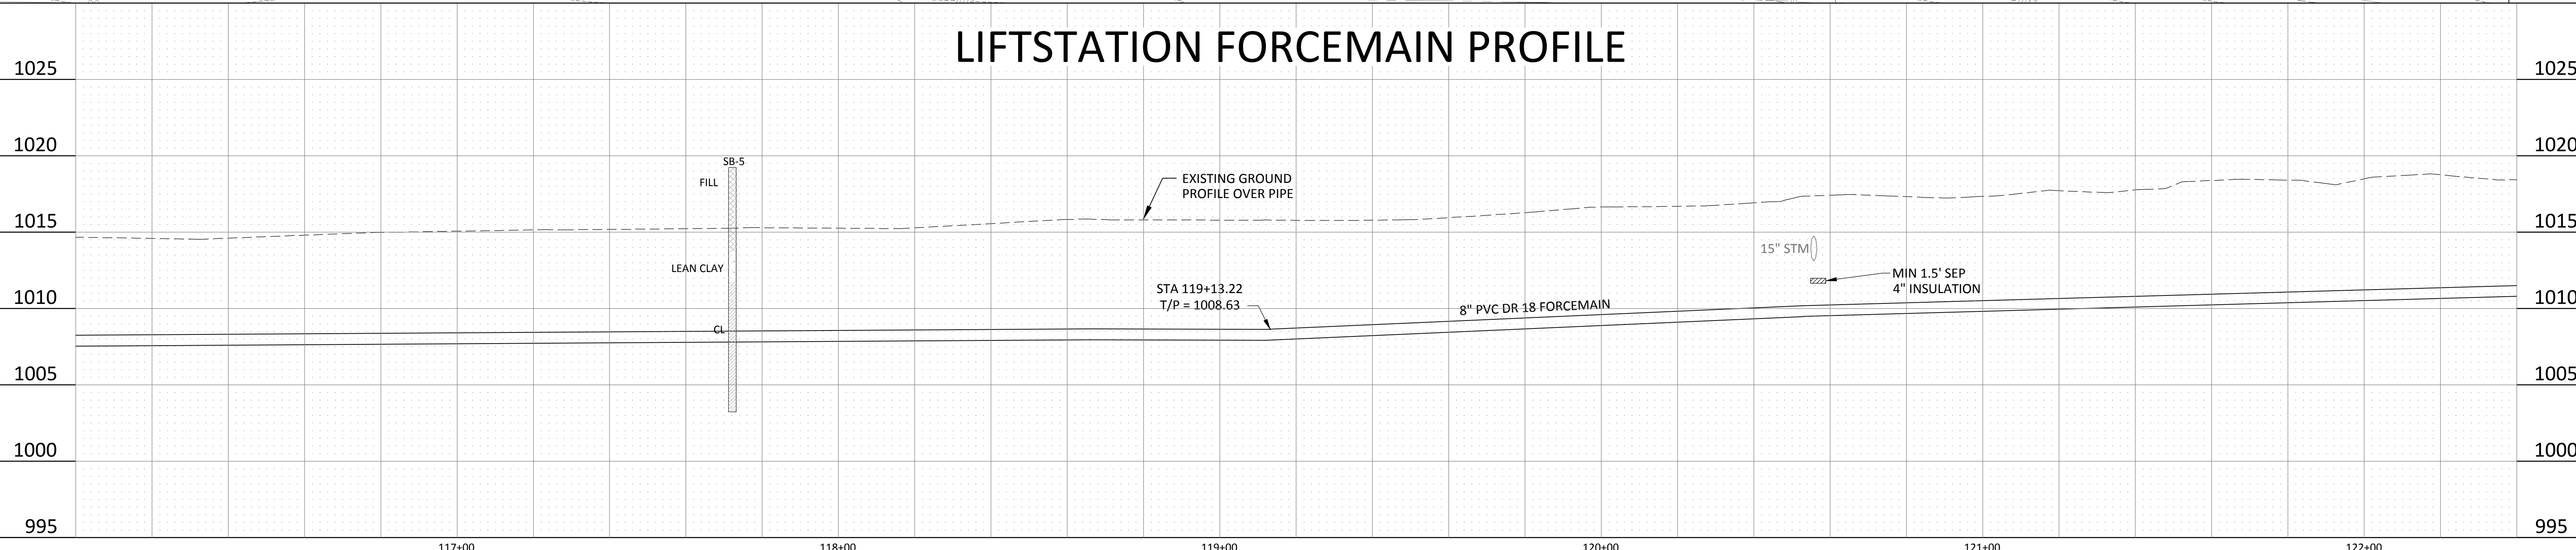 LIFTSTATION FORCEMAIN PROFILE
1025
1025
1020
1020
SB-5
FILL
EXISTING GROUND
PROFILE OVER PIPE
1015
1015
15" STM
LEAN CLAY
MIN 1.5' SEP
4" INSULATION
STA 119+13.22
T/P = 1008.63
1010
1010
8" PVC DR 18 FORCEMAIN
CL
1005
1005
1000
1000
995
995
117+00
118+00
119+00
120+00
121+00
122+00